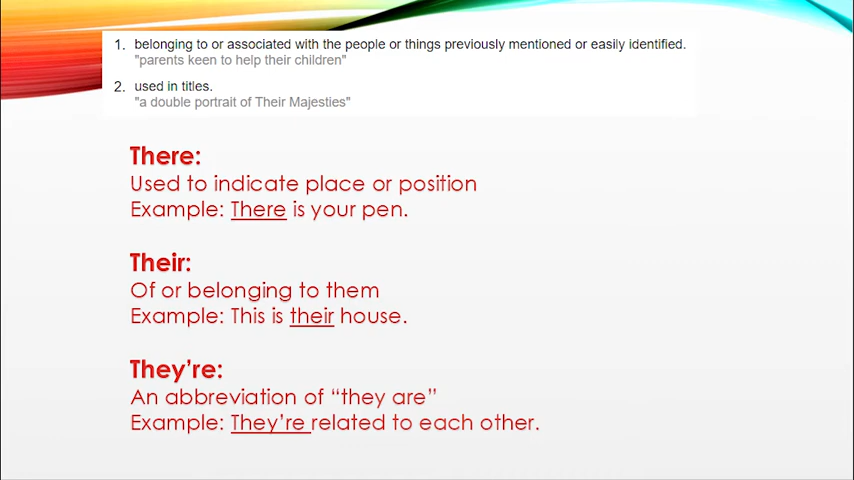 1. belonging to or associated with the people or things previously mentioned or easily identified.
"parents keen to help their children"
2. used in titles.
"a double portrait of Their Majesties"
There:
Used to indicate place or position
Example: There is your pen.
Their:
Of or belonging to them
Example: This is their house.
They’re:
An abbreviation of “they are”
Example: They’re related to each other.